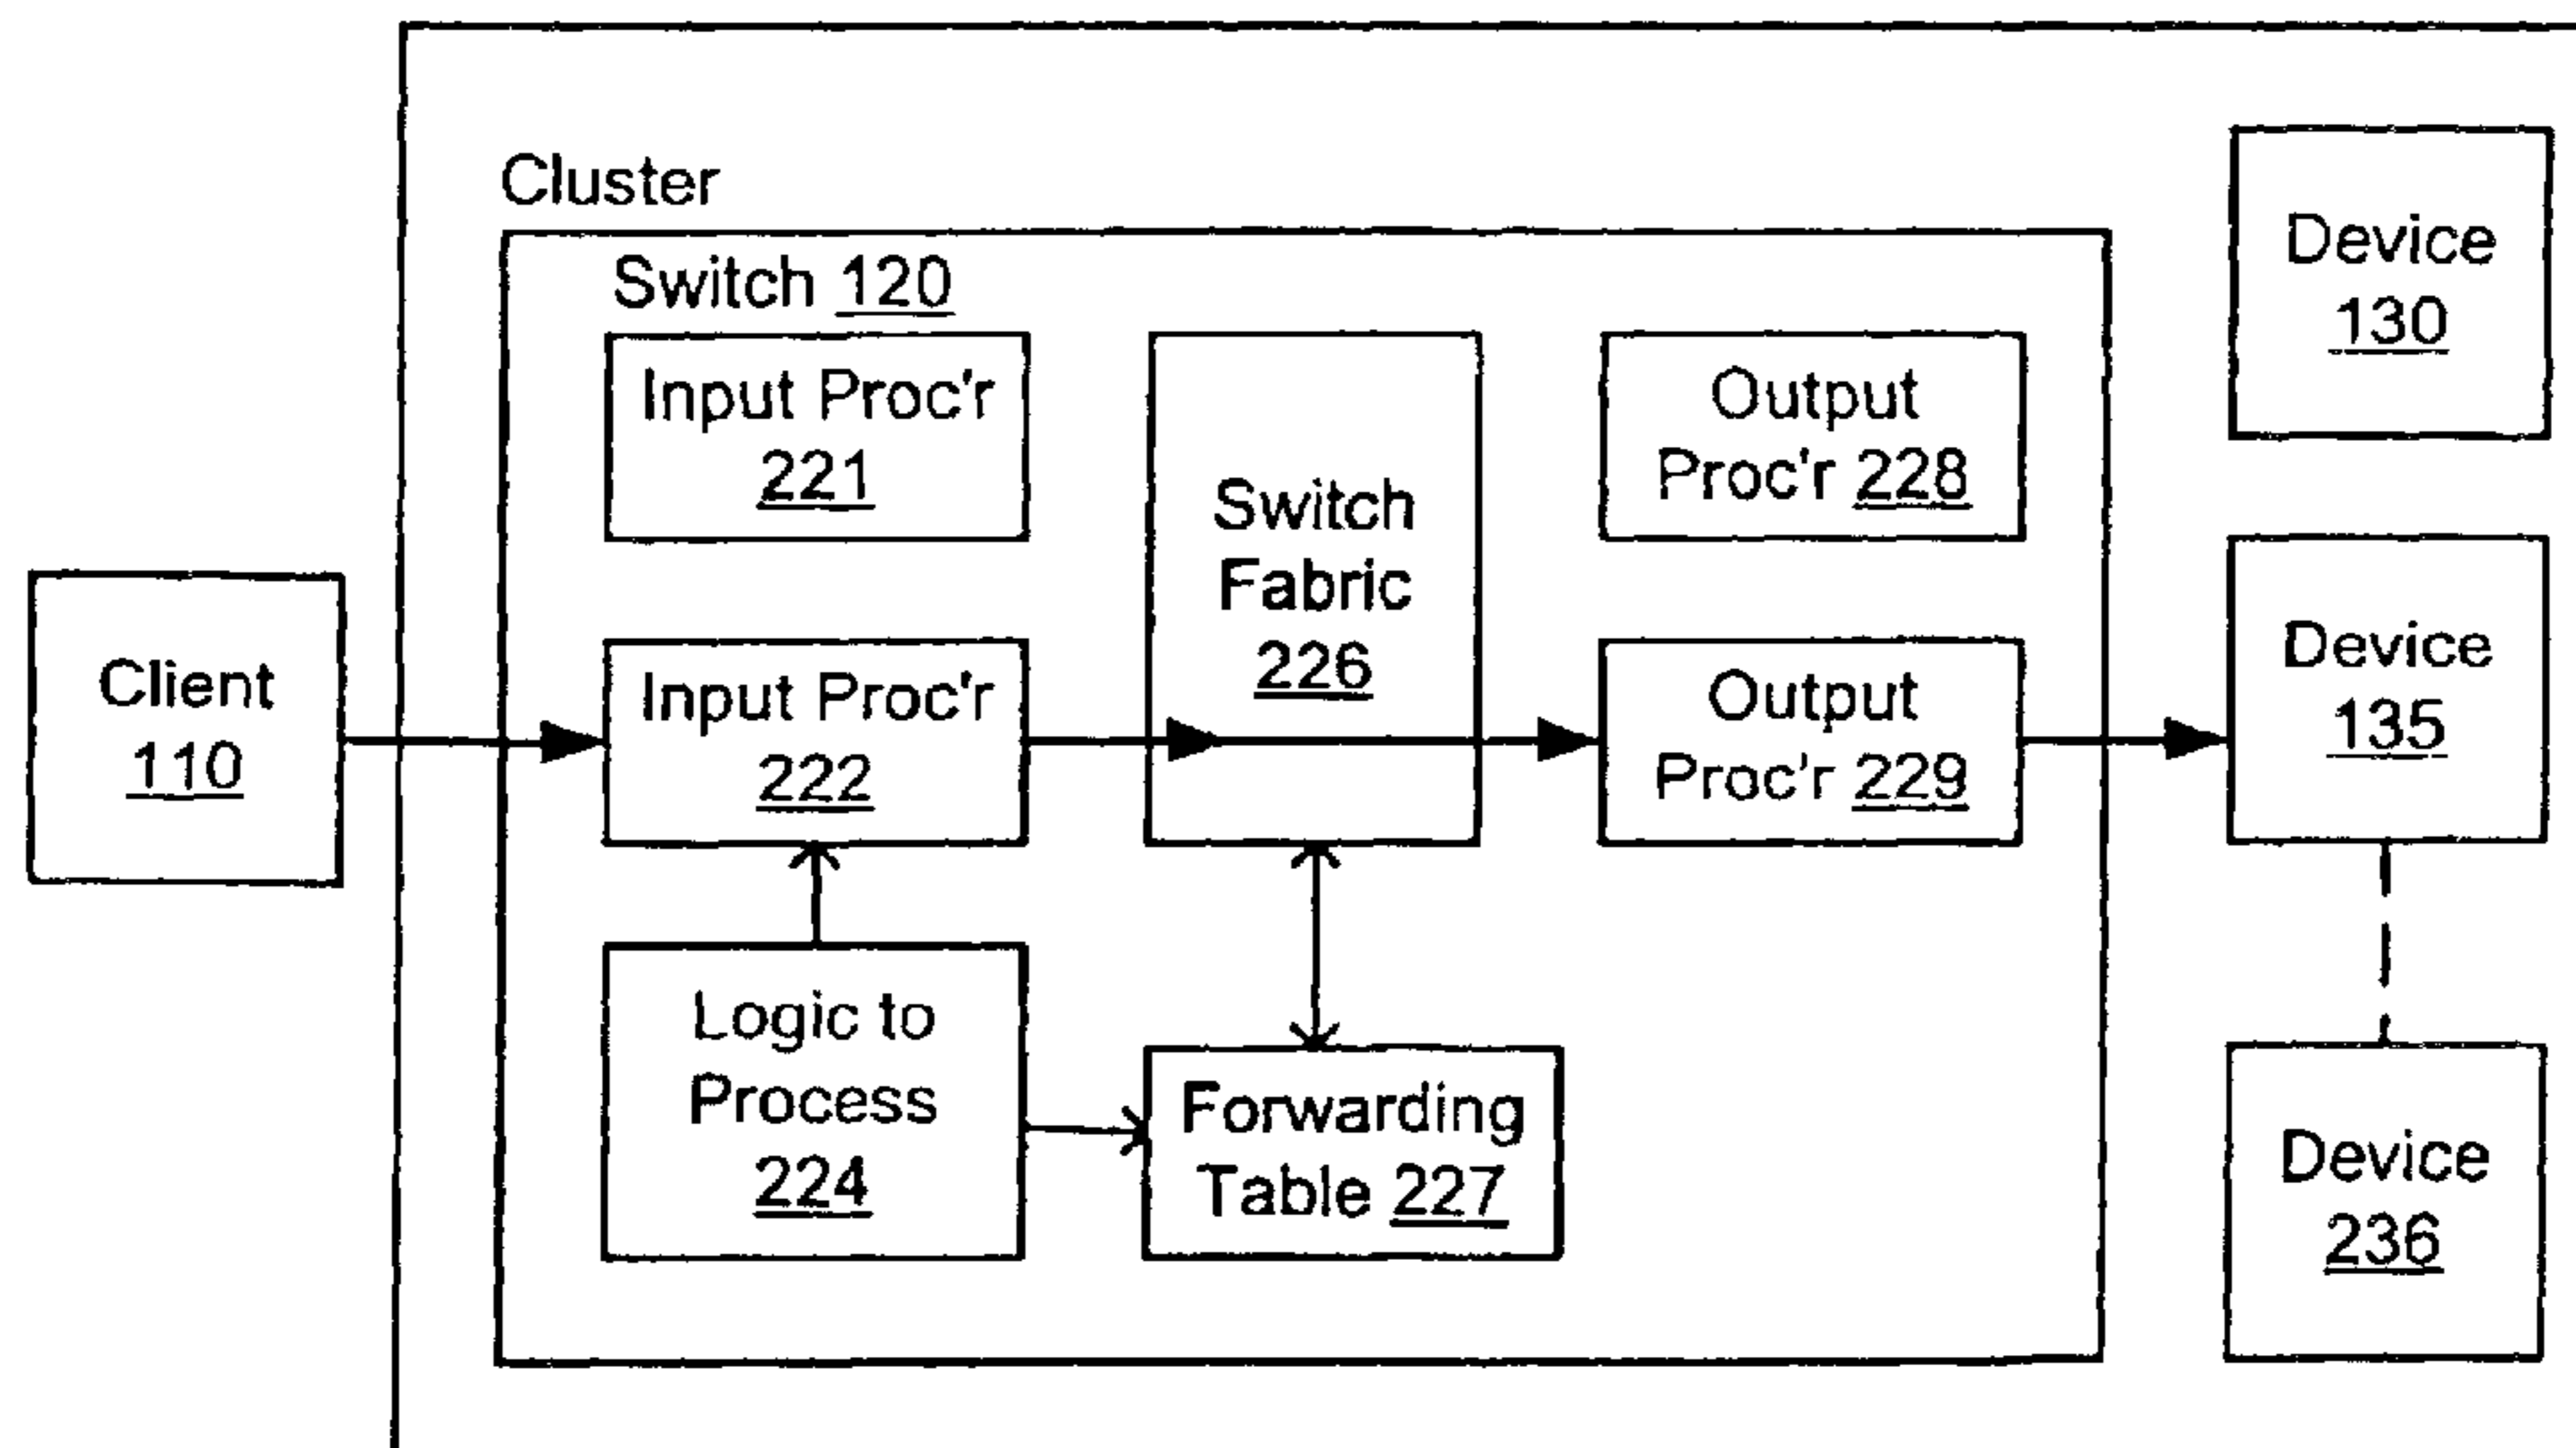 Cluster
Switch 120
Input Proc'r
221
Switch
Fabric
226
Output
Proc'r 228
Device
130
Client
110
Input Proc'r
222
Output
Proc'r 229
Device
135
Logic to
Process
224
Forwarding
Table 227
Device
236